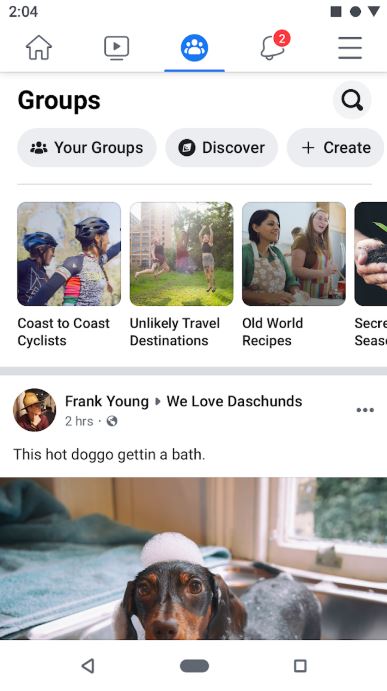 2:04
2
Groups
Your Groups
Discover
+ Create
Coast to Coast
Cyclists
Unlikely Travel
Destinations
Old World
Recipes
Secre
Seas
Frank Young We Love Daschunds
2 hrs ·
This hot doggo gettin a bath.